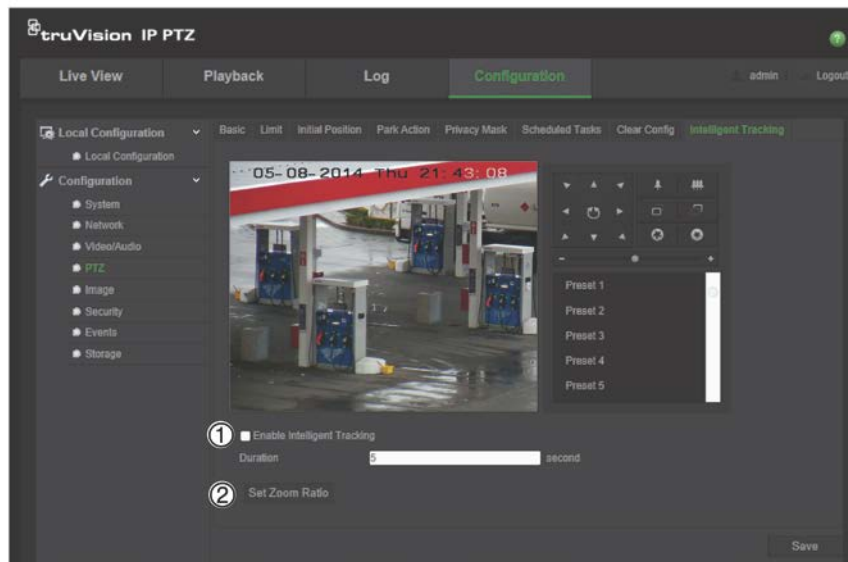 truVision IP PTZ
?
Live View Playback Log Configuration admin Logout
Local Configuration
Local Configuration
Configuration
System
Network
Video/Audio
PTZ
Image
Security
Events
Storage
Basic Limit Initial Position Park Action Privacy Mask Scheduled Tasks Clear Config Intelligent Tracking
05-08-2014 Thu 21:43:08
Preset 1
Preset 2
Preset 3
Preset 4
Preset 5
① Enable Intelligent Tracking
Duration 5 second
② Set Zoom Ratio
Save